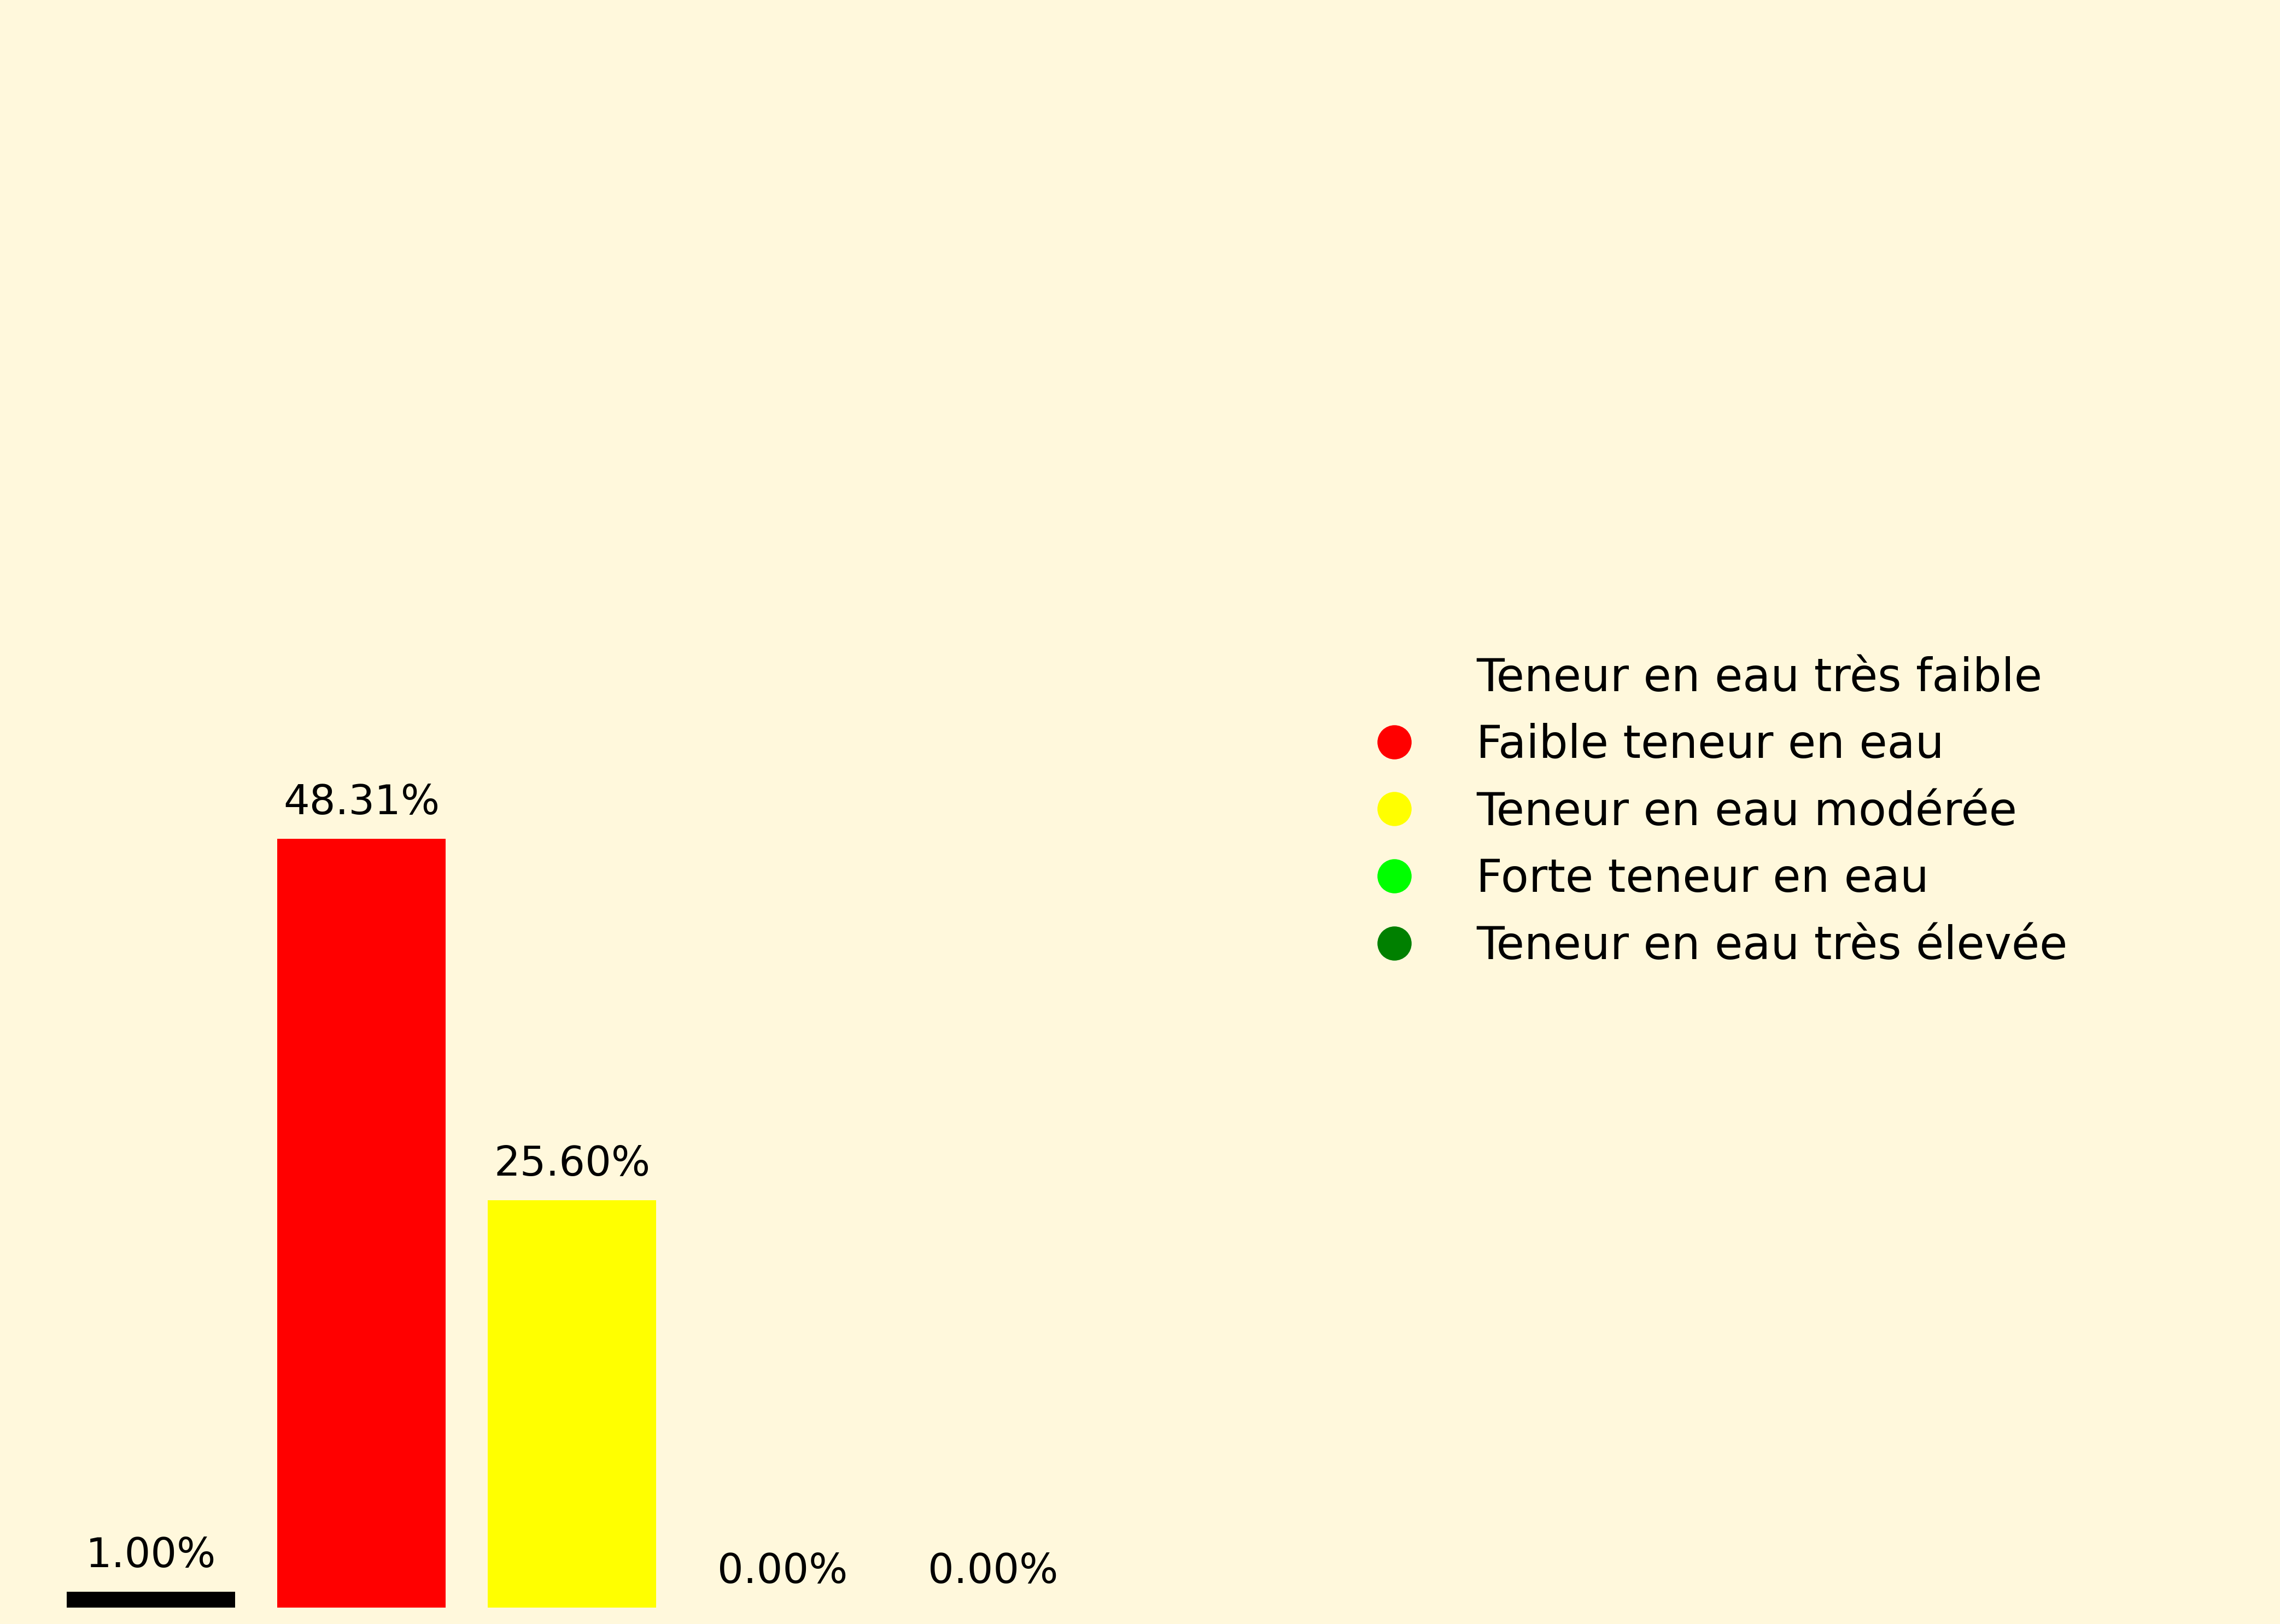 Teneur en eau très faible
Faible teneur en eau
Teneur en eau modérée
Forte teneur en eau
Teneur en eau très élevée
48.31%
25.60%
1.00%
0.00%
0.00%